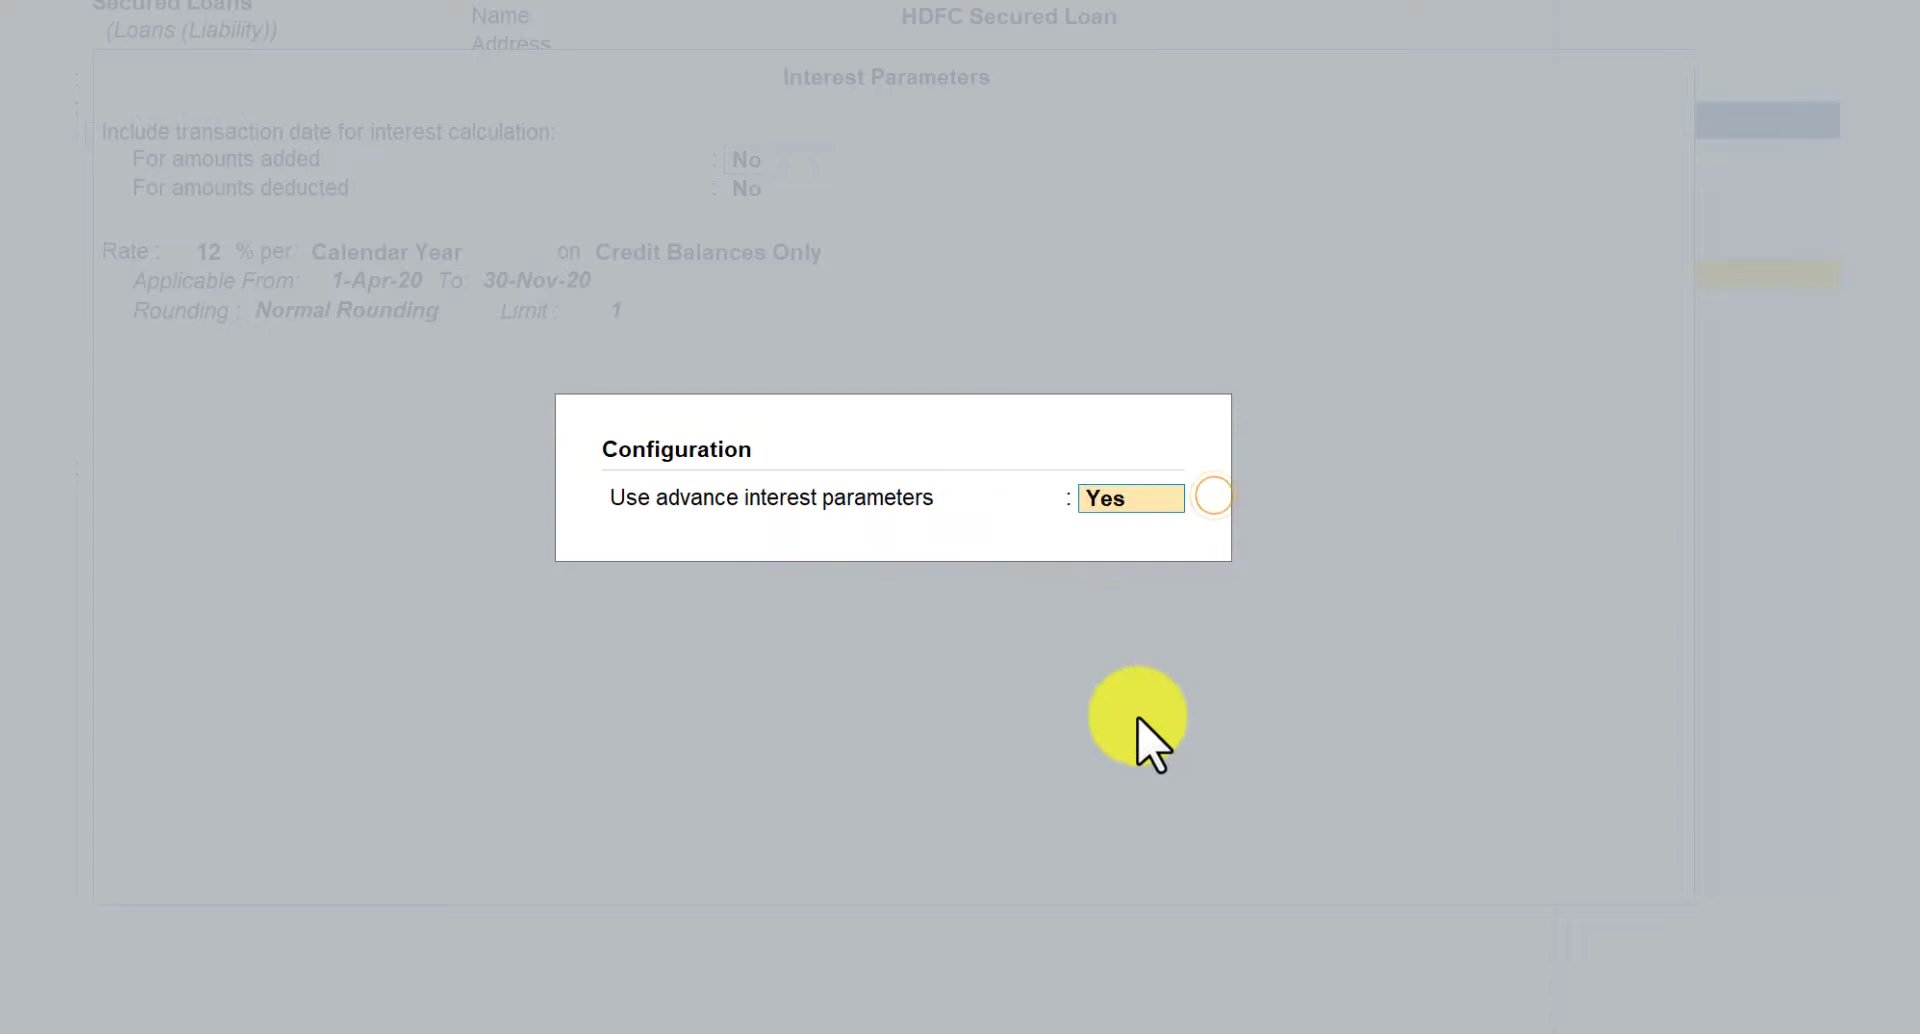 Secured Loans
(Loans (Liability))
Name
HDFC Secured Loan
Address
Interest Parameters
Include transaction date for interest calculation:
For amounts added : No
For amounts deducted : No
Rate : 12 % per Calendar Year on Credit Balances Only
Applicable From: 1-Apr-20 To: 30-Nov-20
Rounding : Normal Rounding Limit : 1
Configuration
Use advance interest parameters : Yes